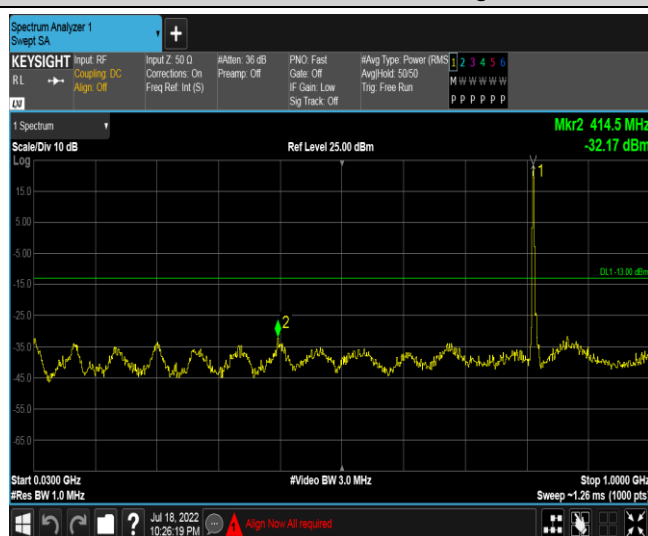 Spectrum Analyzer 1
Swept SA
+
KEYSIGHT
RL
LXI
Input: RF
Coupling: DC
Align: Off
Input Z: 50 Ω
Corrections: On
Freq Ref: Int (S)
#Atten: 36 dB
Preamp: Off
PNO: Fast
Gate: Off
IF Gain: Low
Sig Track: Off
#Avg Type: Power (RMS
Avg|Hold: 50/50
Trig: Free Run
1 2 3 4 5 6
M W W W W W
P P P P P P
1 Spectrum
Mkr2 414.5 MHz
Scale/Div 10 dB
Ref Level 25.00 dBm
-32.17 dBm
Log
1
15.0
5.00
-5.00
DL1 -13.00 dBm
-15.0
-25.0
2
-35.0
-45.0
-55.0
-65.0
Start 0.0300 GHz
#Video BW 3.0 MHz
Stop 1.0000 GHz
#Res BW 1.0 MHz
Sweep ~1.26 ms (1000 pts)
?
Jul 18, 2022
10:26:19 PM
Align Now All required